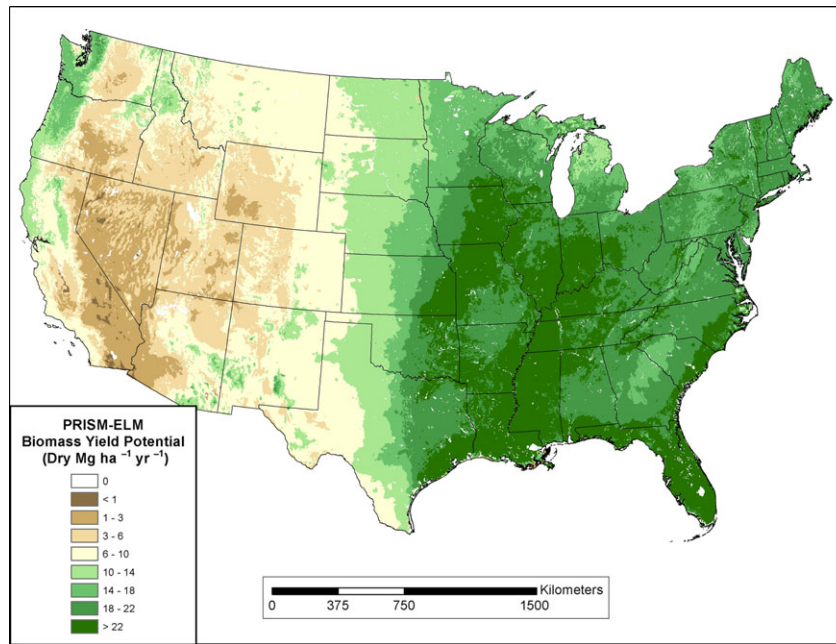 PRISM-ELM
Biomass Yield Potential
(Dry Mg ha ⁻¹ yr ⁻¹)
0
< 1
1 - 3
3 - 6
6 - 10
10 - 14
14 - 18
18 - 22
> 22
Kilometers
0 375 750 1500